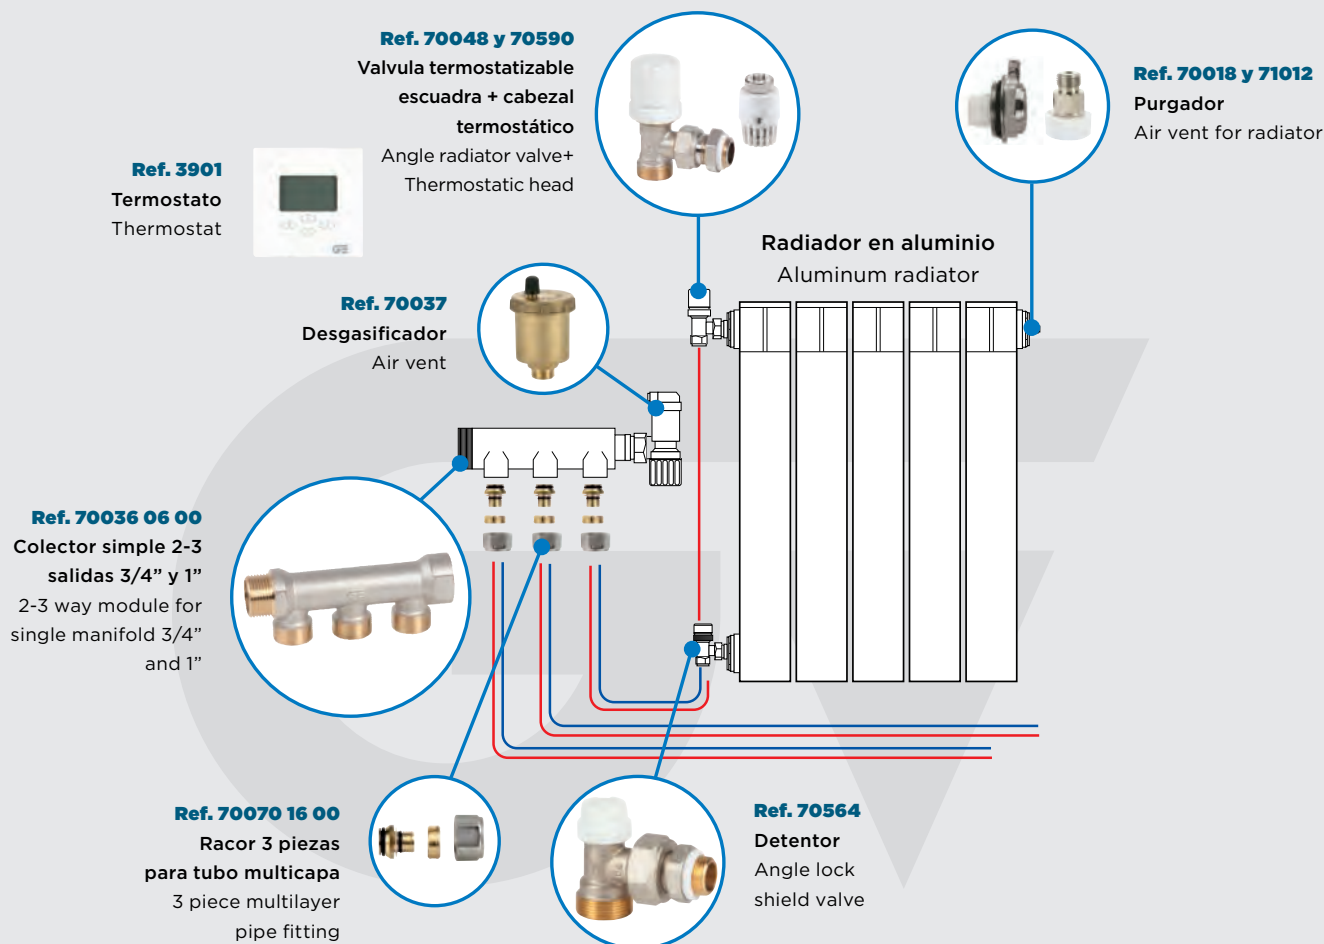 Ref. 70048 y 70590
Valvula termostatizable
escuadra + cabezal
termostático
Angle radiator valve+
Thermostatic head
Ref. 70018 y 71012
Purgador
Air vent for radiator
Ref. 3901
Termostato
Thermostat
Radiador en aluminio
Aluminum radiator
Ref. 70037
Desgasificador
Air vent
Ref. 70036 06 00
Colector simple 2-3
salidas 3/4” y 1”
2-3 way module for
single manifold 3/4”
and 1”
Ref. 70070 16 00
Racor 3 piezas
para tubo multicapa
3 piece multilayer
pipe fitting
Ref. 70564
Detentor
Angle lock
shield valve